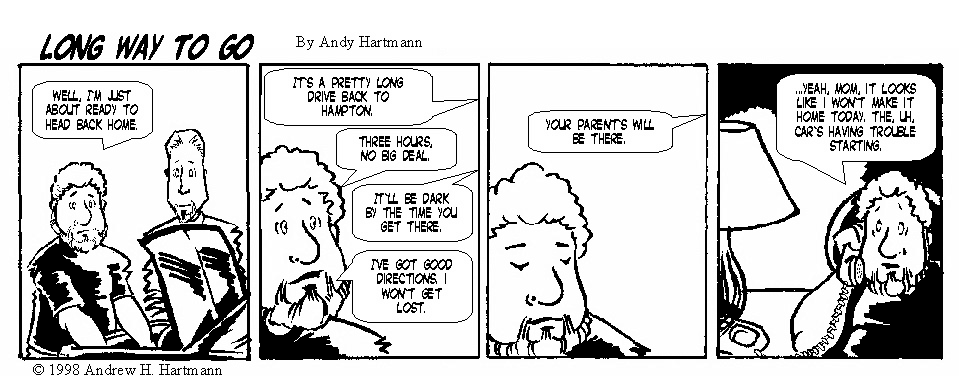 LONG WAY TO GO
By Andy Hartmann
WELL, I'M JUST
ABOUT READY TO
HEAD BACK HOME.
IT'S A PRETTY LONG
DRIVE BACK TO
HAMPTON.
THREE HOURS,
NO BIG DEAL.
IT'LL BE DARK
BY THE TIME YOU
GET THERE.
I'VE GOT GOOD
DIRECTIONS. I
WON'T GET
LOST.
YOUR PARENT'S WILL
BE THERE.
...YEAH, MOM, IT LOOKS
LIKE I WON'T MAKE IT
HOME TODAY. THE, UH,
CAR'S HAVING TROUBLE
STARTING.
© 1998 Andrew H. Hartmann